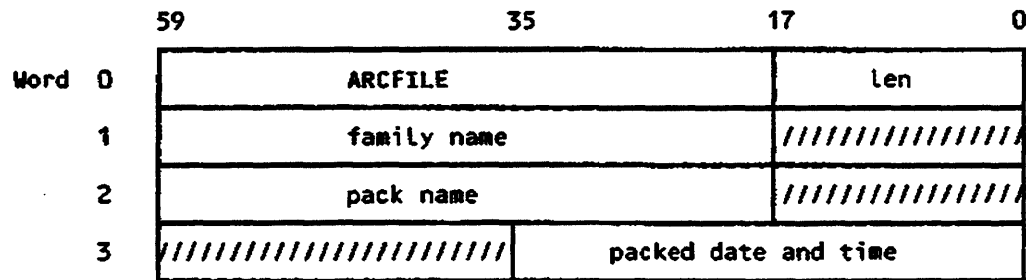 59 35 17 0
Word 0 ARCFILE len
1 family name /////////////////
2 pack name /////////////////
3 /////////////////////// packed date and time